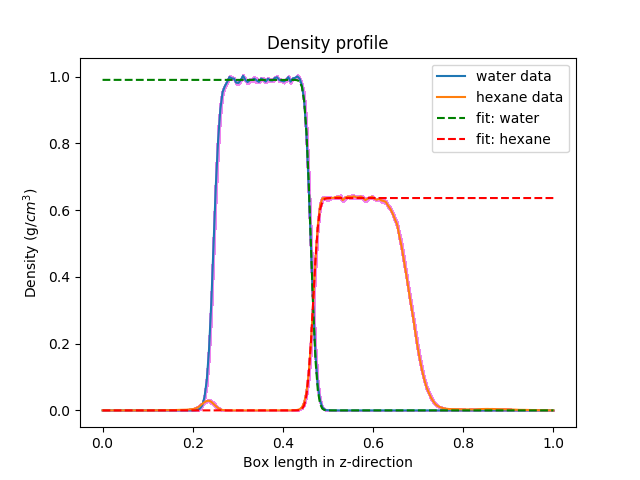 Density profile
water data
hexane data
fit: water
fit: hexane
Density (g/cm³)
1.0
0.8
0.6
0.4
0.2
0.0
0.0 0.2 0.4 0.6 0.8 1.0
Box length in z-direction